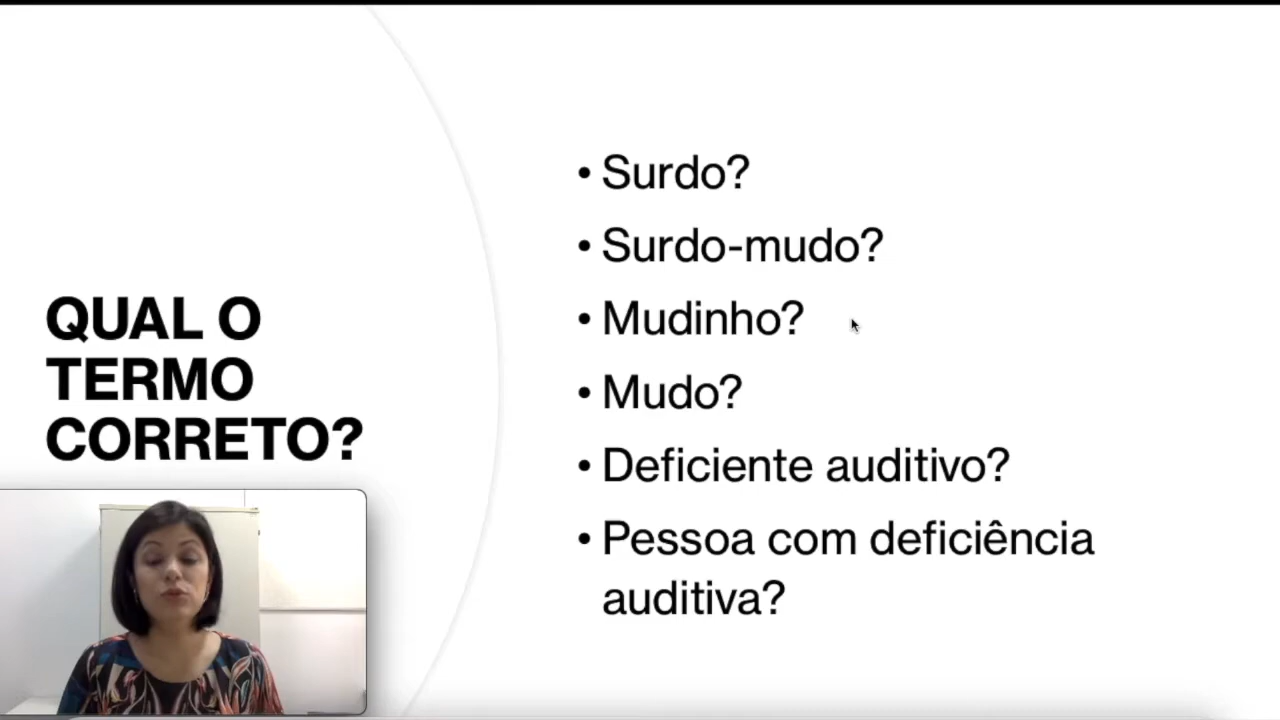 QUAL O
TERMO
CORRETO?
• Surdo?
• Surdo-mudo?
• Mudinho?
• Mudo?
• Deficiente auditivo?
• Pessoa com deficiência
auditiva?